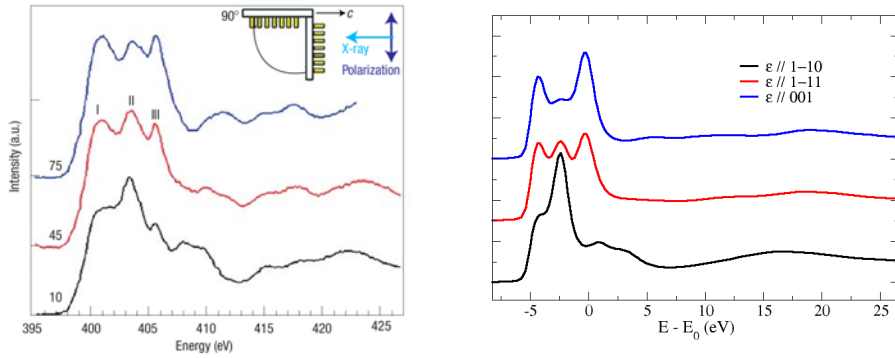 90° c
X-ray
Polarization
I II III
75
45
10
Intensity (a.u.)
395 400 405 410 415 420 425
Energy (eV)
ε // 1-10
ε // 1-11
ε // 001
-5 0 5 10 15 20 25
E - E₀ (eV)